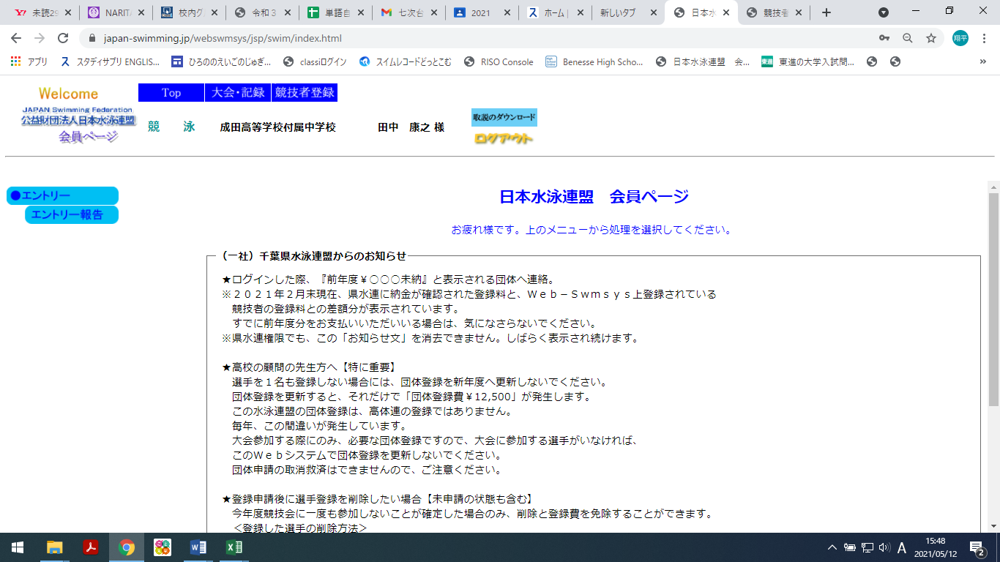 未読29
NARITA
校内グ
令和 3
単語自
七次台
2021
ホーム |
新しいタブ
日本水
競技者
japan-swimming.jp/webswmsys/jsp/swim/index.html
翔平
アプリ
スタディサプリ ENGLIS...
ひろののえいごのじゅぎ...
classiログイン
スイムレコードどっとこむ
RISO Console
Benesse High Scho...
日本水泳連盟 会...
東進の大学入試問...
»
Welcome
JAPAN Swimming Federation
公益財団法人日本水泳連盟
会員ページ
Top
大会・記録
競技者登録
競 泳
成田高等学校付属中学校
田中 康之 様
取説のダウンロード
ログアウト
●エントリー
エントリー報告
日本水泳連盟 会員ページ
お疲れ様です。上のメニューから処理を選択してください。
（一社）千葉県水泳連盟からのお知らせ
★ログインした際、『前年度￥○○○未納』と表示される団体へ連絡。
※２０２１年２月末現在、県水連に納金が確認された登録料と、Ｗｅｂ－Ｓｗｍｓｙｓ上登録されている
競技者の登録料との差額分が表示されています。
すでに前年度分をお支払いいただいいる場合は、気になさらないでください。
※県水連権限でも、この「お知らせ文」を消去できません。しばらく表示され続けます。
★高校の顧問の先生方へ【特に重要】
選手を１名も登録しない場合には、団体登録を新年度へ更新しないでください。
団体登録を更新すると、それだけで「団体登録費￥12,500」が発生します。
この水泳連盟の団体登録は、高体連の登録ではありません。
毎年、この間違いが発生しています。
大会参加する際にのみ、必要な団体登録ですので、大会に参加する選手がいなければ、
このＷｅｂシステムで団体登録を更新しないでください。
団体申請の取消救済はできませんので、ご注意ください。
★登録申請後に選手登録を削除したい場合【未申請の状態も含む】
今年度競技会に一度も参加しないことが確定した場合のみ、削除と登録費を免除することができます。
＜登録した選手の削除方法＞
A
15:48
2021/05/12
2